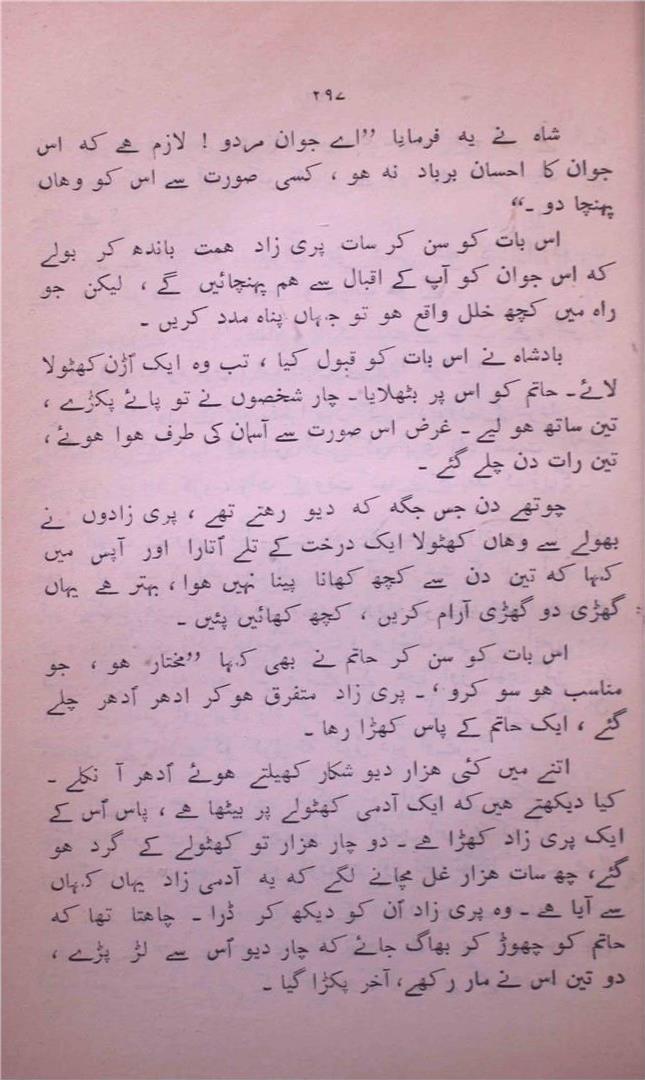 ۲۹۷
شاہ نے یہ فرمایا ”اے جوان مردو ! لازم ہے کہ اس
جوان کا احسان برباد نہ ہو ، کسی صورت سے اس کو وہاں
پہنچا دو ۔“
اس بات کو سن کر سات پری زاد ہمت باندھ کر بولے
کہ اس جوان کو آپ کے اقبال سے ہم پہنچائیں گے ، لیکن جو
راہ میں کچھ خلل واقع ہو تو جہاں پناہ مدد کریں ۔
بادشاہ نے اس بات کو قبول کیا ، تب وہ ایک اُڑن کھٹولا
لائے ۔ حاتم کو اس پر بٹھلایا ۔ چار شخصوں نے تو پائے پکڑے ،
تین ساتھ ہو لیے ۔ غرض اس صورت سے آسمان کی طرف ہوا ہوئے ،
تین رات دن چلے گئے ۔
چوتھے دن جس جگہ کہ دیو رہتے تھے ، پری زادوں نے
بھولے سے وہاں کھٹولا ایک درخت کے تلے اُتارا اور آپس میں
کہا کہ تین دن سے کچھ کھانا پینا نہیں ہوا ، بہتر ہے یہاں
گھڑی دو گھڑی آرام کریں ، کچھ کھائیں پئیں ۔
اس بات کو سن کر حاتم نے بھی کہا ”مختار ہو ، جو
مناسب ہو سو کرو ‘ ۔ پری زاد متفرق ہو کر ادھر اُدھر چلے
گئے ، ایک حاتم کے پاس کھڑا رہا ۔
اتنے میں کئی ہزار دیو شکار کھیلتے ہوئے اُدھر آ نکلے ۔
کیا دیکھتے ہیں کہ ایک آدمی کھٹولے پر بیٹھا ہے ، پاس اُس کے
ایک پری زاد کھڑا ہے ۔ دو چار ہزار تو کھٹولے کے گرد ہو
گئے ، چھ سات ہزار غل مچانے لگے کہ یہ آدمی زاد یہاں کہاں
سے آیا ہے ۔ وہ پری زاد اُن کو دیکھ کر ڈرا ۔ چاہتا تھا کہ
حاتم کو چھوڑ کر بھاگ جائے کہ چار دیو اُس سے لڑ پڑے ،
دو تین اس نے مار رکھے ، آخر پکڑا گیا ۔